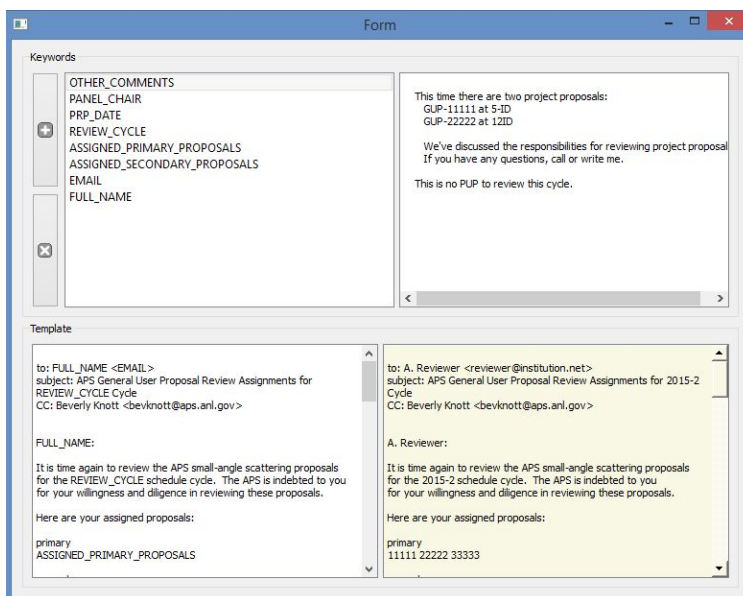 Form
Keywords
OTHER_COMMENTS
PANEL_CHAIR
PRP_DATE
REVIEW_CYCLE
ASSIGNED_PRIMARY_PROPOSALS
ASSIGNED_SECONDARY_PROPOSALS
EMAIL
FULL_NAME
This time there are two project proposals:
GUP-11111 at 5-ID
GUP-22222 at 12ID
We've discussed the responsibilities for reviewing project proposal
If you have any questions, call or write me.
This is no PUP to review this cycle.
Template
to: FULL_NAME <EMAIL>
subject: APS General User Proposal Review Assignments for
REVIEW_CYCLE Cycle
CC: Beverly Knott <bevknott@aps.anl.gov>
FULL_NAME:
It is time again to review the APS small-angle scattering proposals
for the REVIEW_CYCLE schedule cycle.  The APS is indebted to you
for your willingness and diligence in reviewing these proposals.
Here are your assigned proposals:
primary
ASSIGNED_PRIMARY_PROPOSALS
to: A. Reviewer <reviewer@institution.net>
subject: APS General User Proposal Review Assignments for 2015-2
Cycle
CC: Beverly Knott <bevknott@aps.anl.gov>
A. Reviewer:
It is time again to review the APS small-angle scattering proposals
for the 2015-2 schedule cycle.  The APS is indebted to you
for your willingness and diligence in reviewing these proposals.
Here are your assigned proposals:
primary
11111 22222 33333